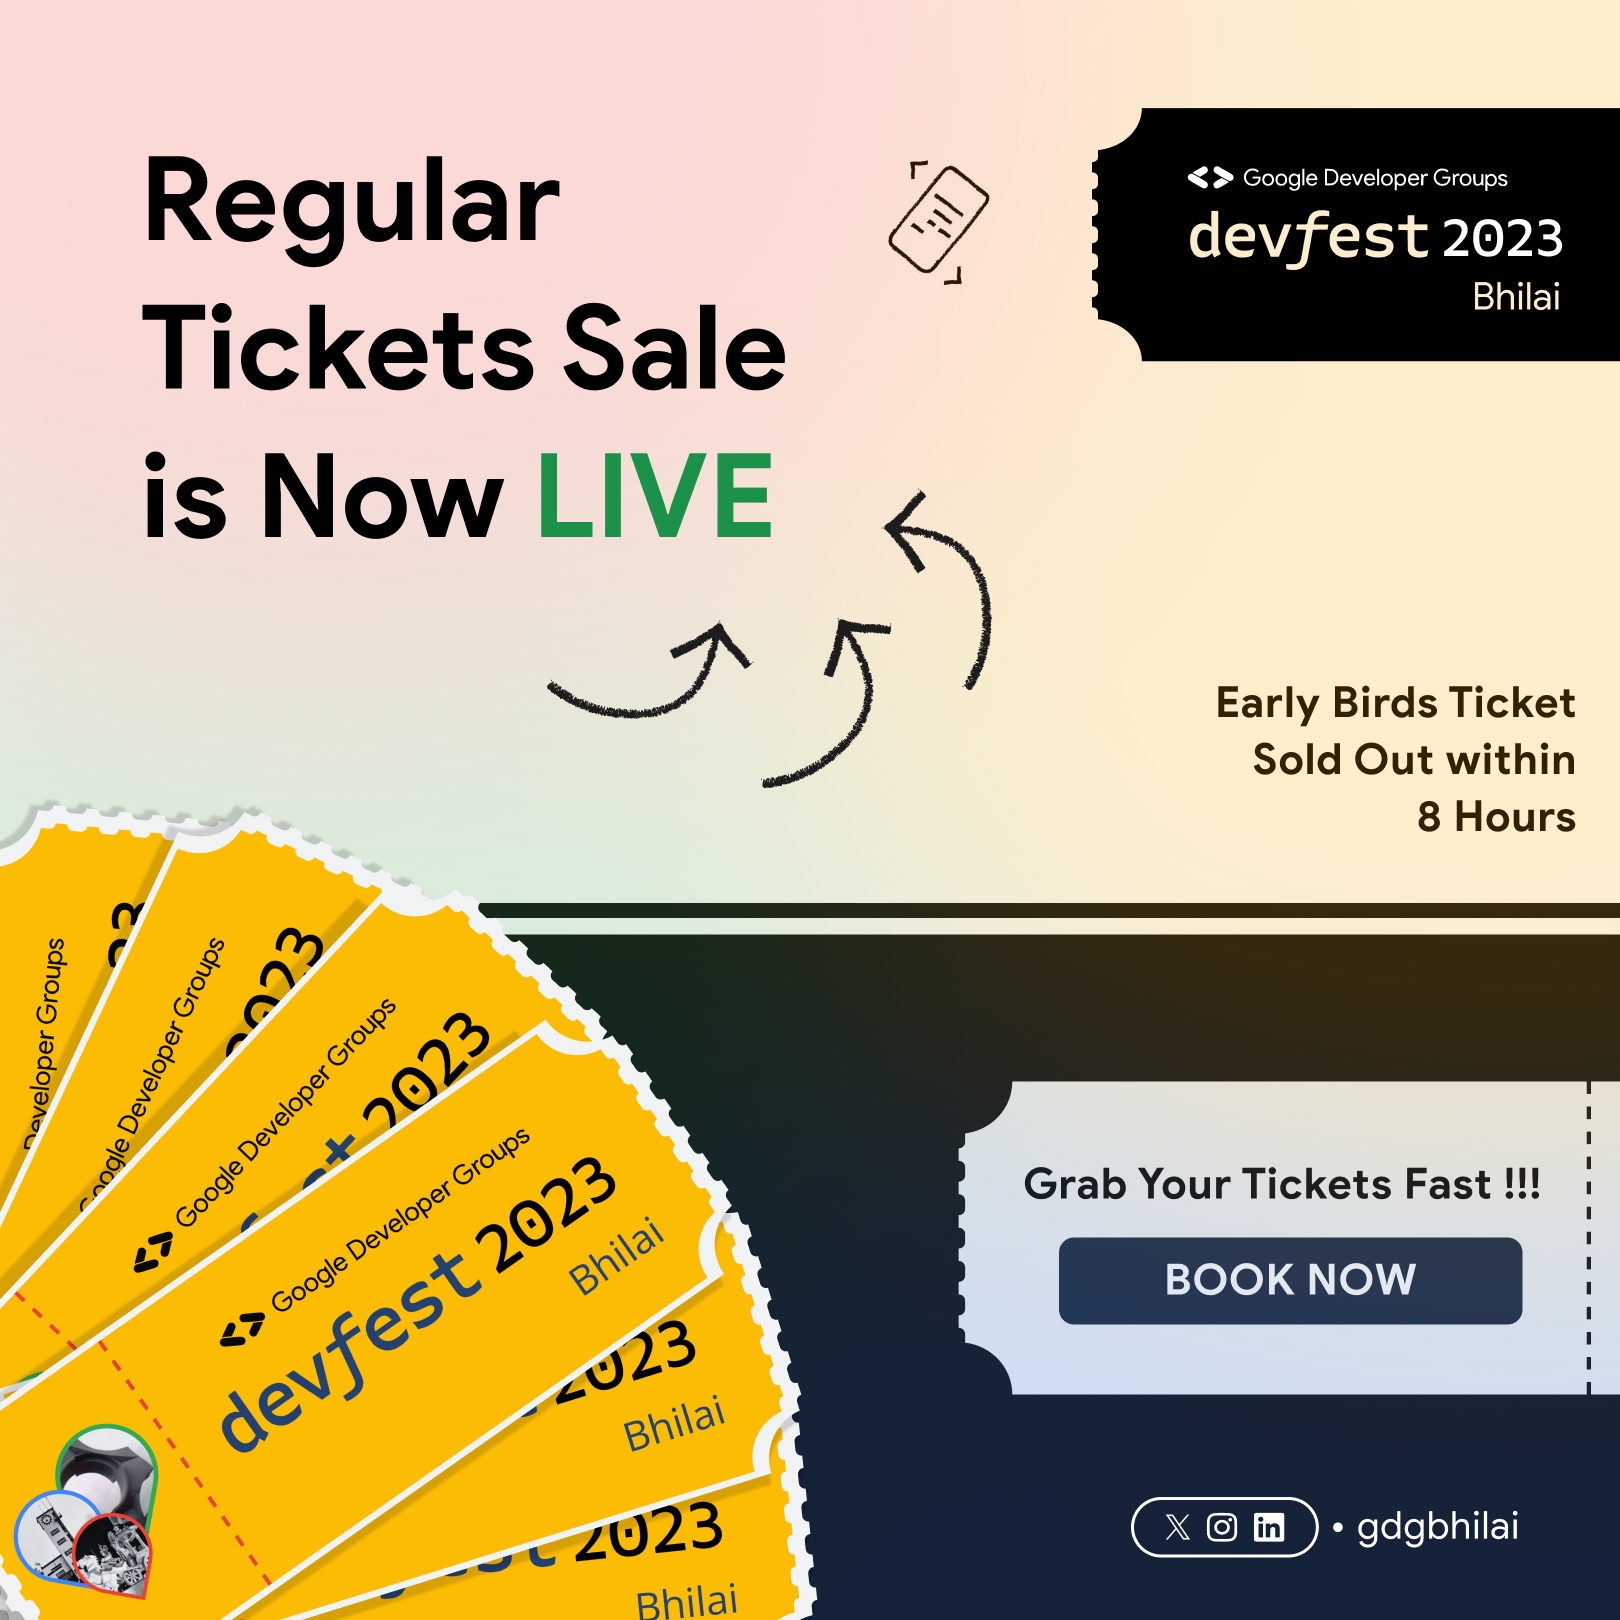 Regular
Tickets Sale
is Now LIVE
Google Developer Groups
devfest 2023
Bhilai
Early Birds Ticket
Sold Out within
8 Hours
Developer Groups
23
Google Developer Groups
2023
Google Developer Groups
2023
Google Developer Groups
devfest 2023
Bhilai
2023
Bhilai
2023
Bhilai
Grab Your Tickets Fast !!!
BOOK NOW
• gdgbhilai